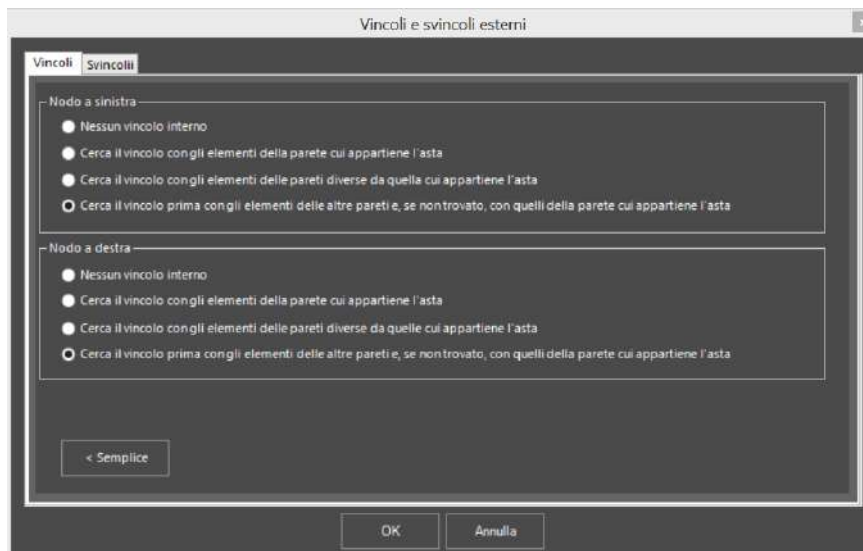 Vincoli e svincoli esterni
Vincoli Svincolii
Nodo a sinistra
Nessun vincolo interno
Cerca il vincolo con gli elementi della parete cui appartiene l'asta
Cerca il vincolo con gli elementi delle pareti diverse da quella cui appartiene l'asta
Cerca il vincolo prima con gli elementi delle altre pareti e, se non trovato, con quelli della parete cui appartiene l'asta
Nodo a destra
Nessun vincolo interno
Cerca il vincolo con gli elementi della parete cui appartiene l'asta
Cerca il vincolo con gli elementi delle pareti diverse da quelle cui appartiene l'asta
Cerca il vincolo prima con gli elementi delle altre pareti e, se non trovato, con quelli della parete cui appartiene l'asta
< Semplice
OK Annulla